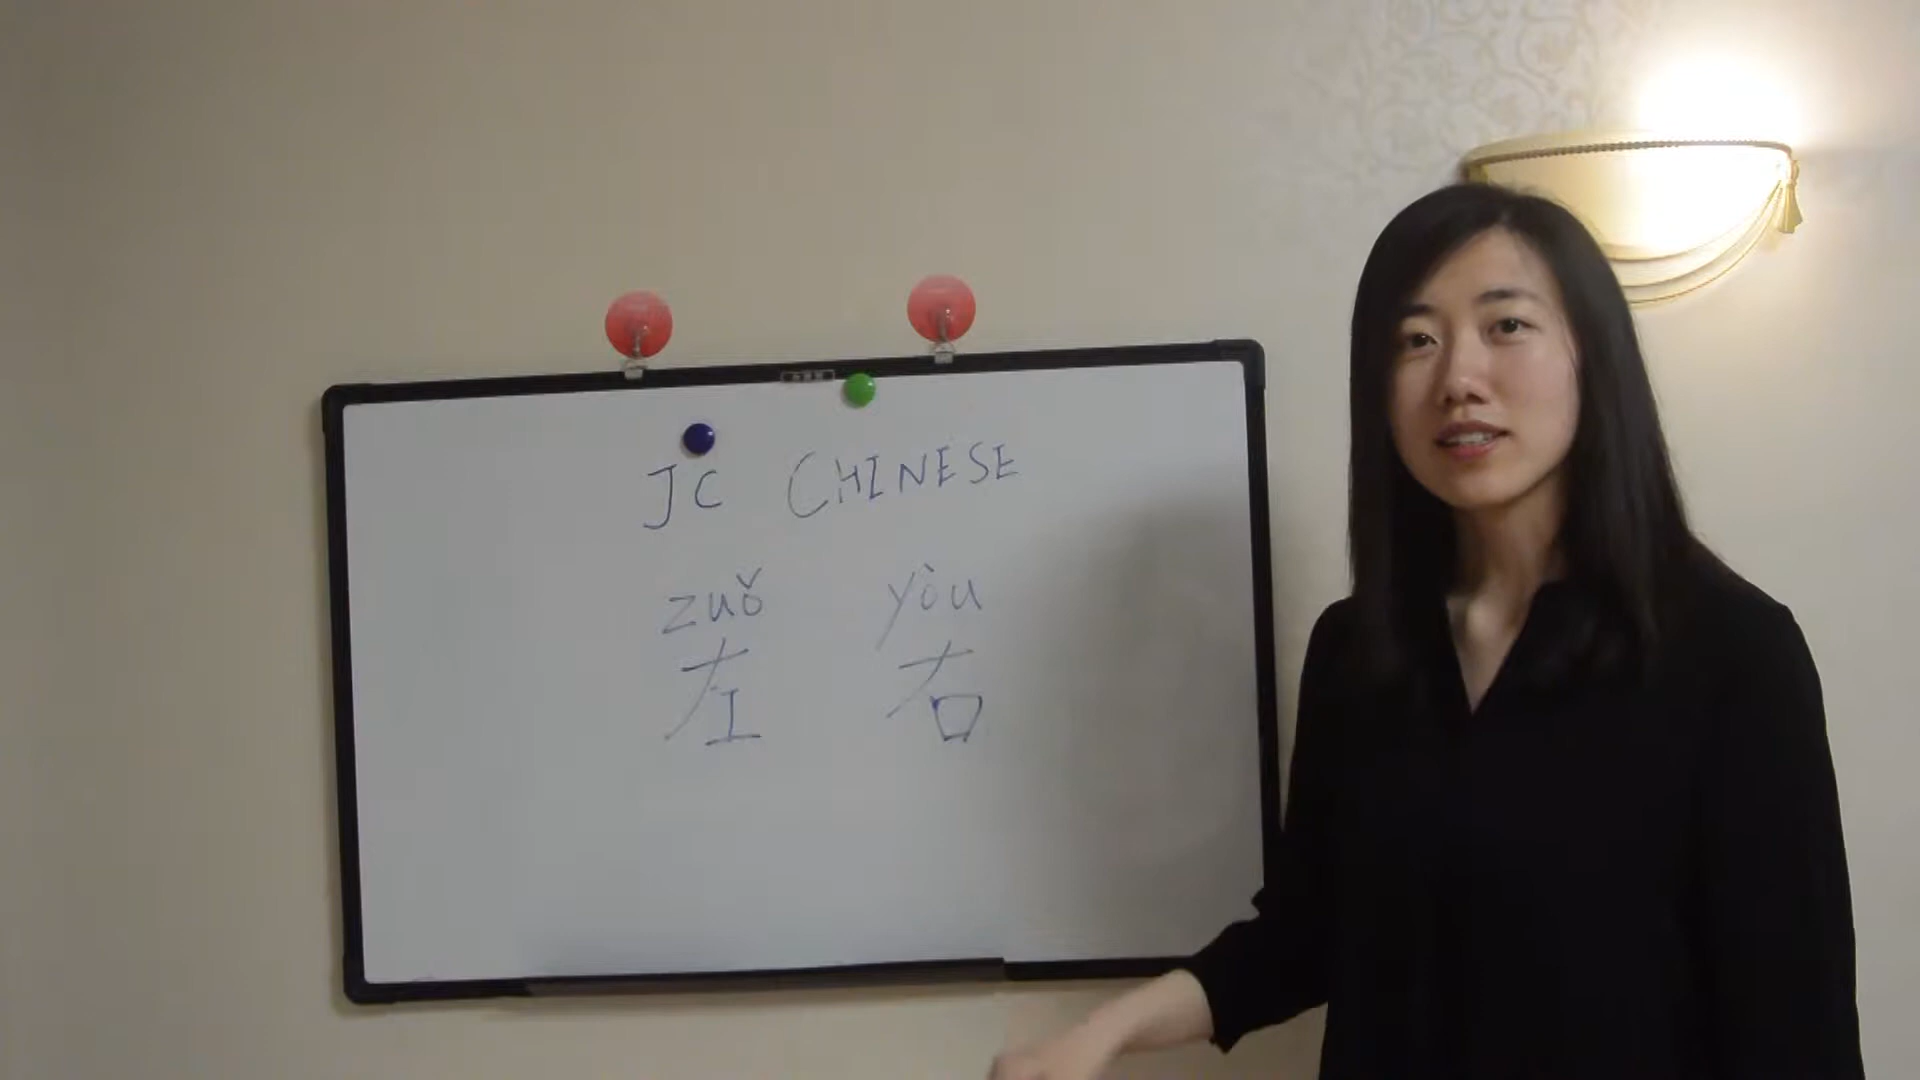 JC CHINESE
zuǒ yòu
左 右